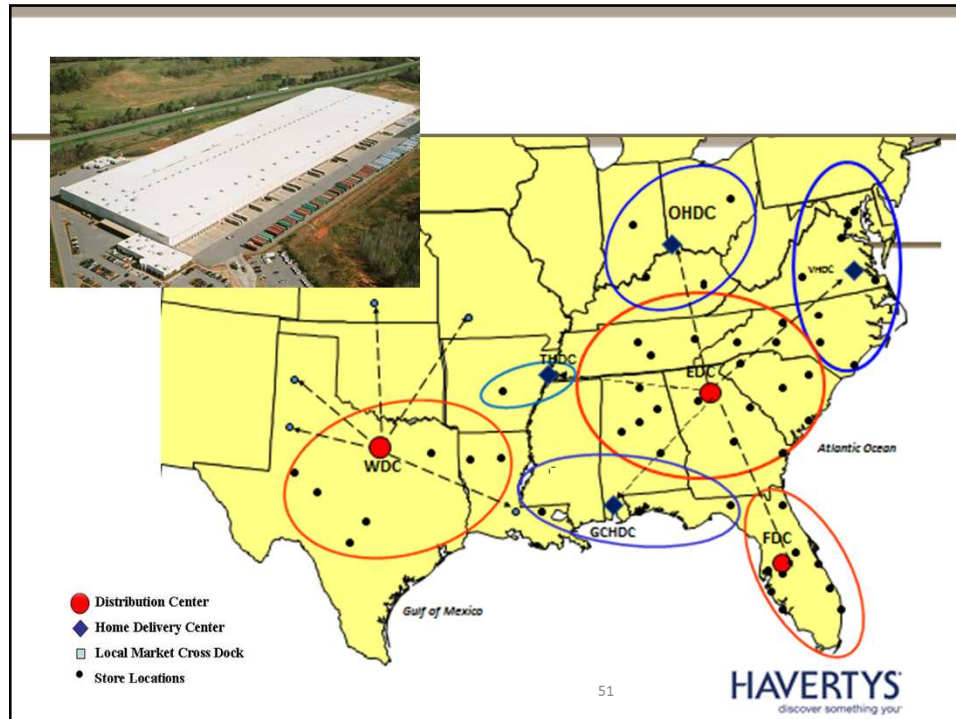 OHDC
VHDC
THDC
EDC
Atlantic Ocean
WDC
GCHDC
FDC
Gulf of Mexico
Distribution Center
Home Delivery Center
Local Market Cross Dock
Store Locations
51
HAVERTYS
discover something you